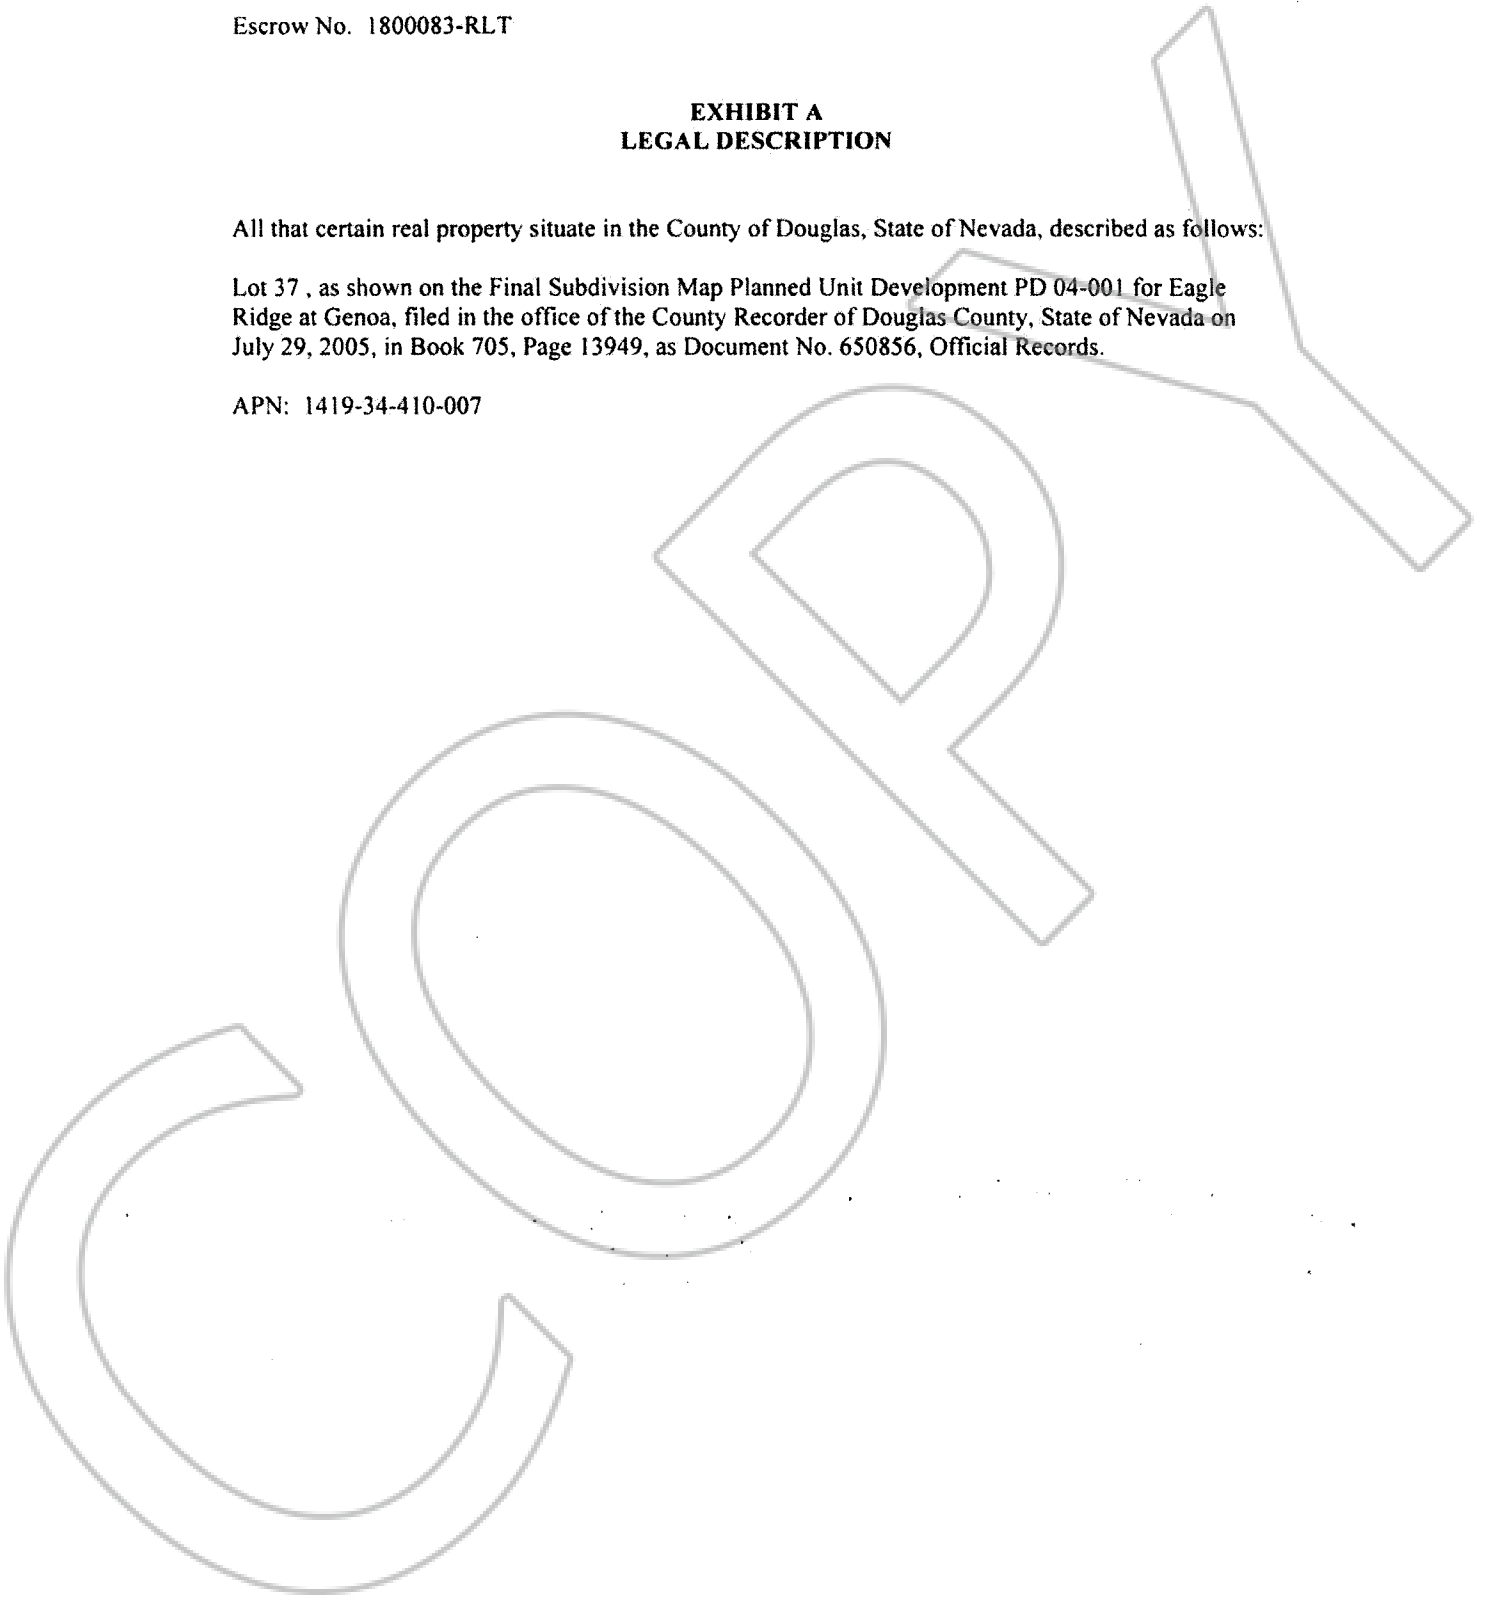 Escrow No. 1800083-RLT
EXHIBIT A
LEGAL DESCRIPTION
All that certain real property situate in the County of Douglas, State of Nevada, described as follows:
Lot 37 , as shown on the Final Subdivision Map Planned Unit Development PD 04-001 for Eagle
Ridge at Genoa, filed in the office of the County Recorder of Douglas County, State of Nevada on
July 29, 2005, in Book 705, Page 13949, as Document No. 650856, Official Records.
APN: 1419-34-410-007
COPY